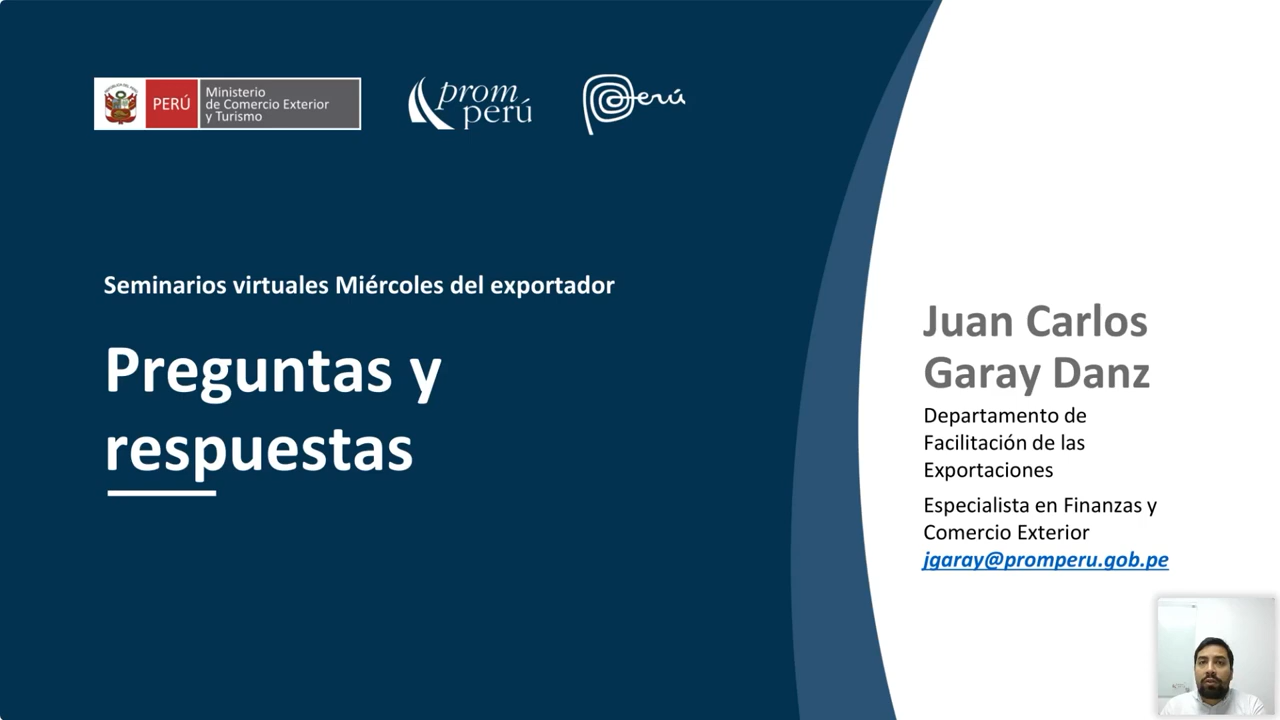 PERÚ
Ministerio
de Comercio Exterior
y Turismo
prom
perú
Perú
Seminarios virtuales Miércoles del exportador
Preguntas y
respuestas
Juan Carlos
Garay Danz
Departamento de
Facilitación de las
Exportaciones
Especialista en Finanzas y
Comercio Exterior
jgaray@promperu.gob.pe